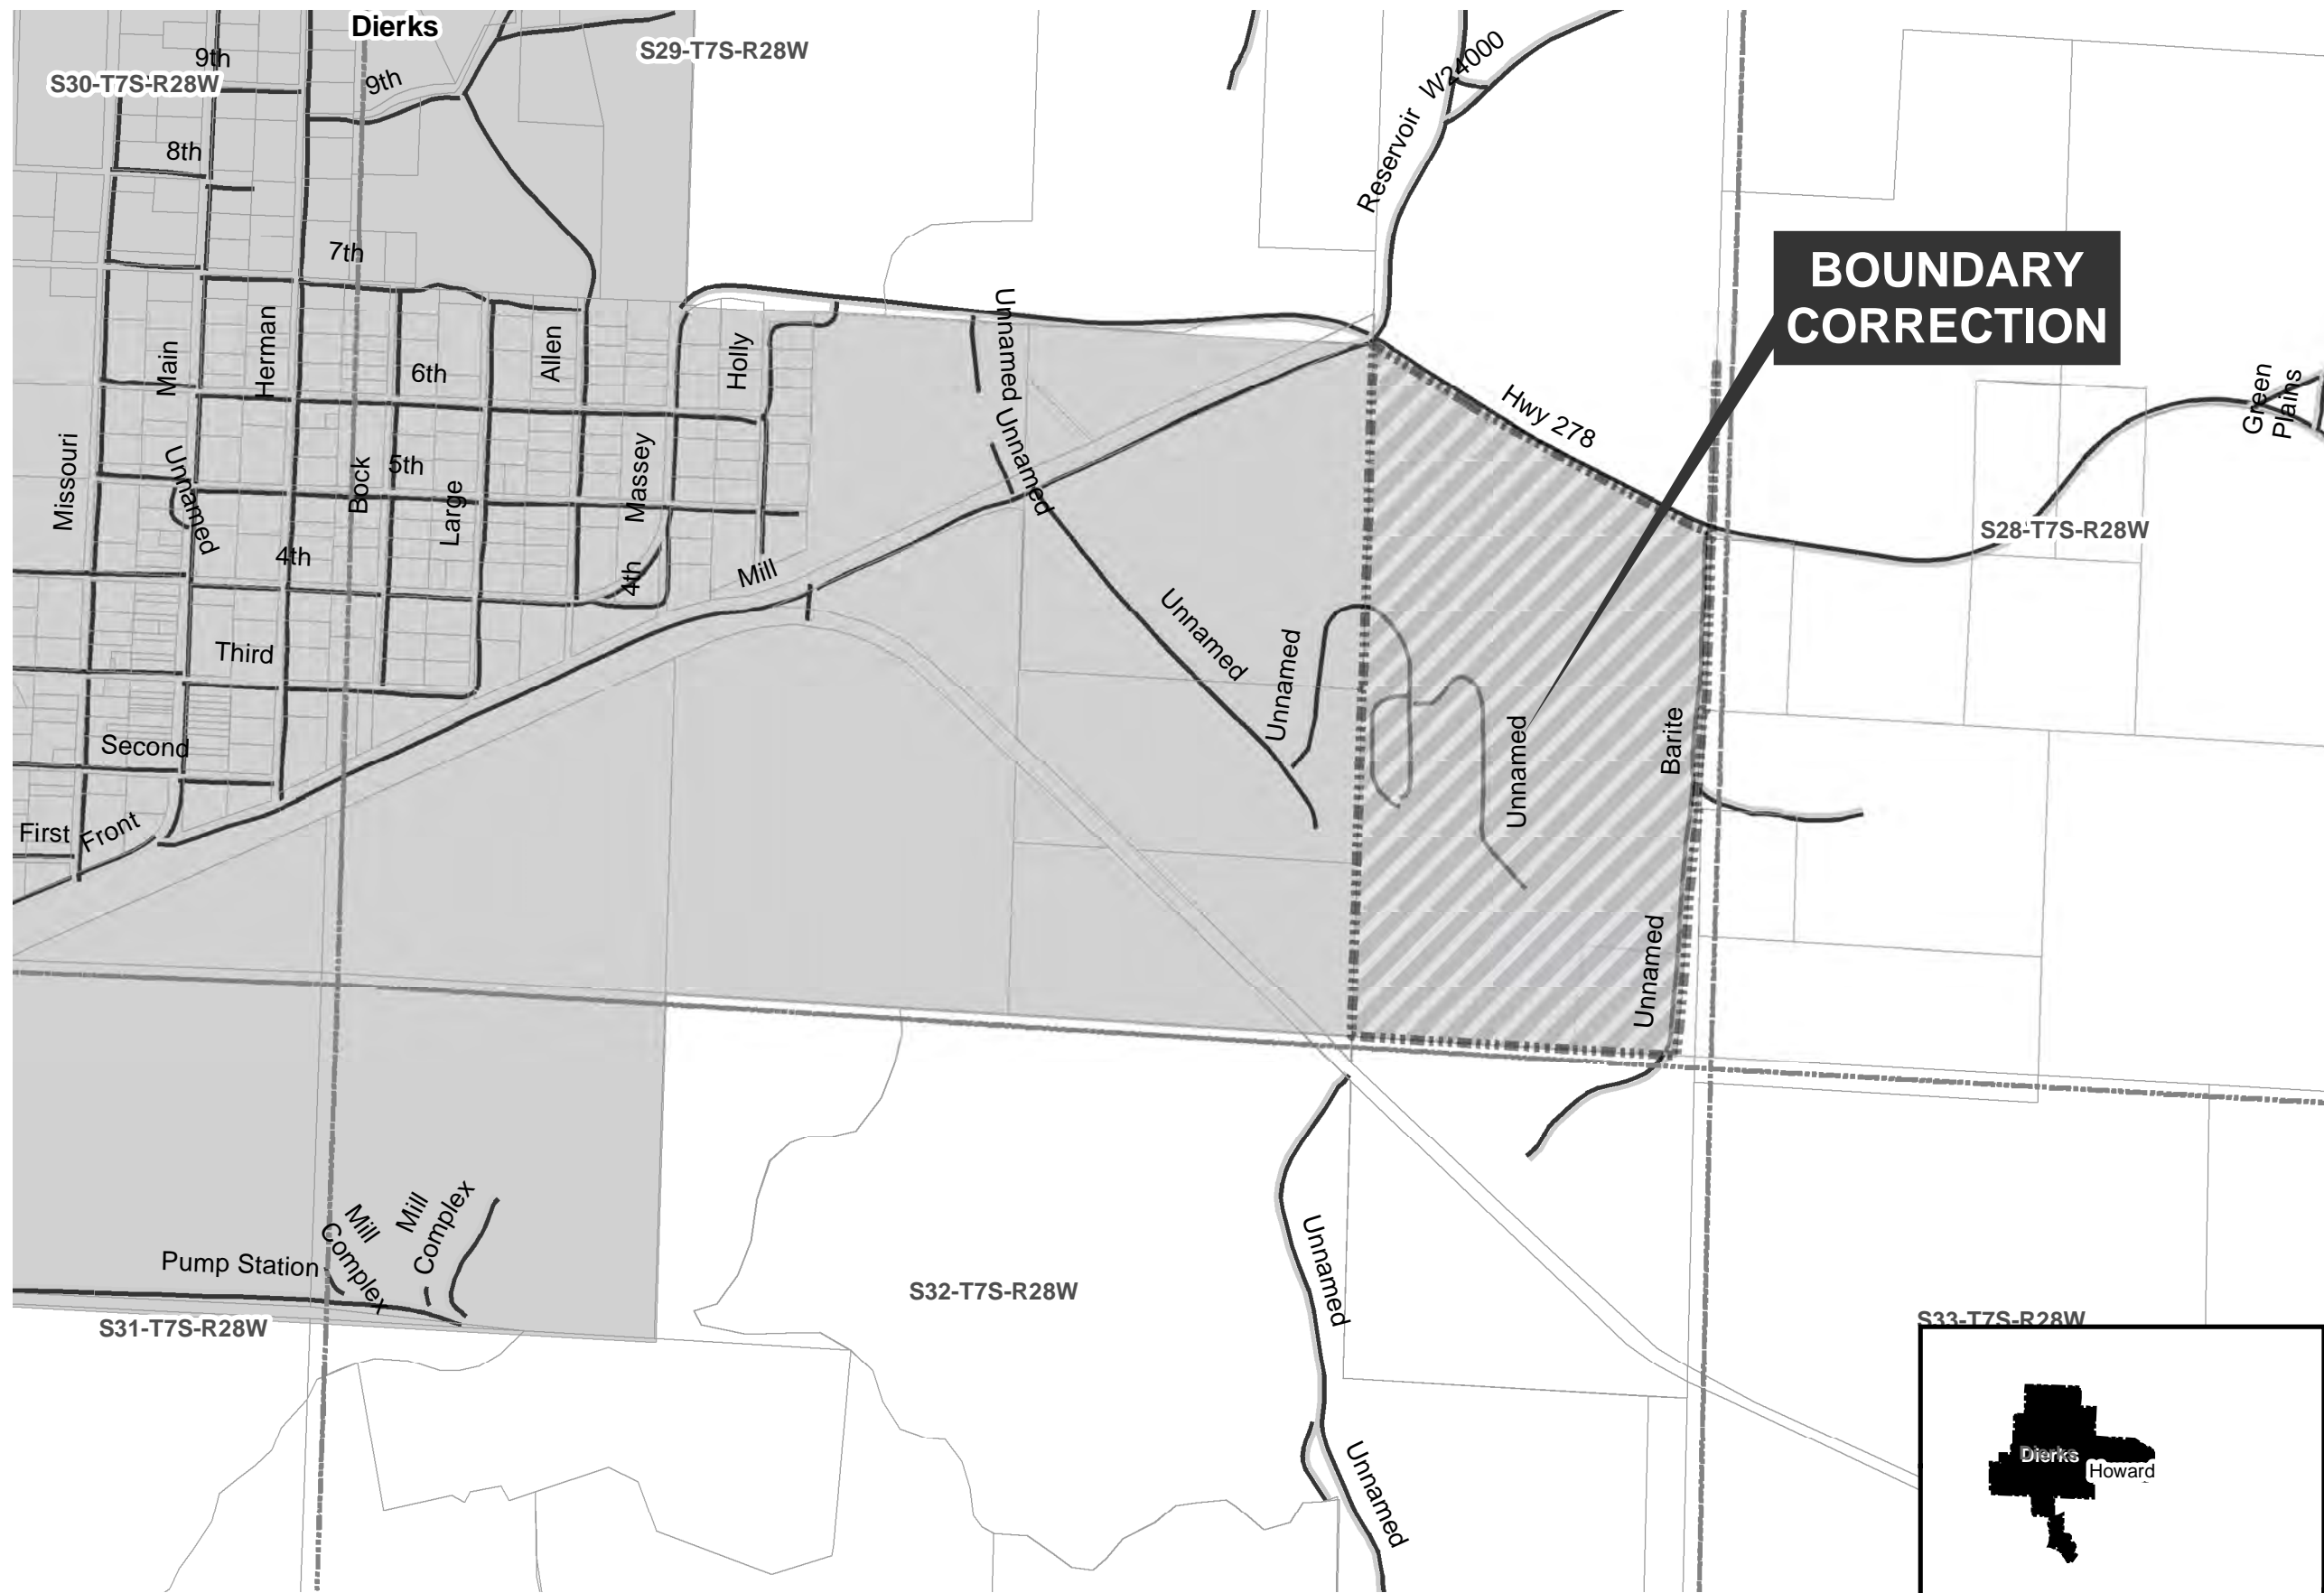 Dierks
S29-T7S-R28W
9th
S30-T7S-R28W
9th
W24000
Reservoir
8th
7th
BOUNDARY
CORRECTION
Unnamed
Main
Herman
Allen
Holly
6th
Hwy 278
Green
Plains
Missouri
Unnamed
Bock
5th
Large
Massey
Unnamed
S28-T7S-R28W
4th
4th
Mill
Unnamed
Unnamed
Third
Unnamed
Barite
Second
First
Front
Unnamed
Mill
Complex
Mill
Complex
Pump Station
S31-T7S-R28W
S32-T7S-R28W
Unnamed
S33-T7S-R28W
Unnamed
Dierks
Howard